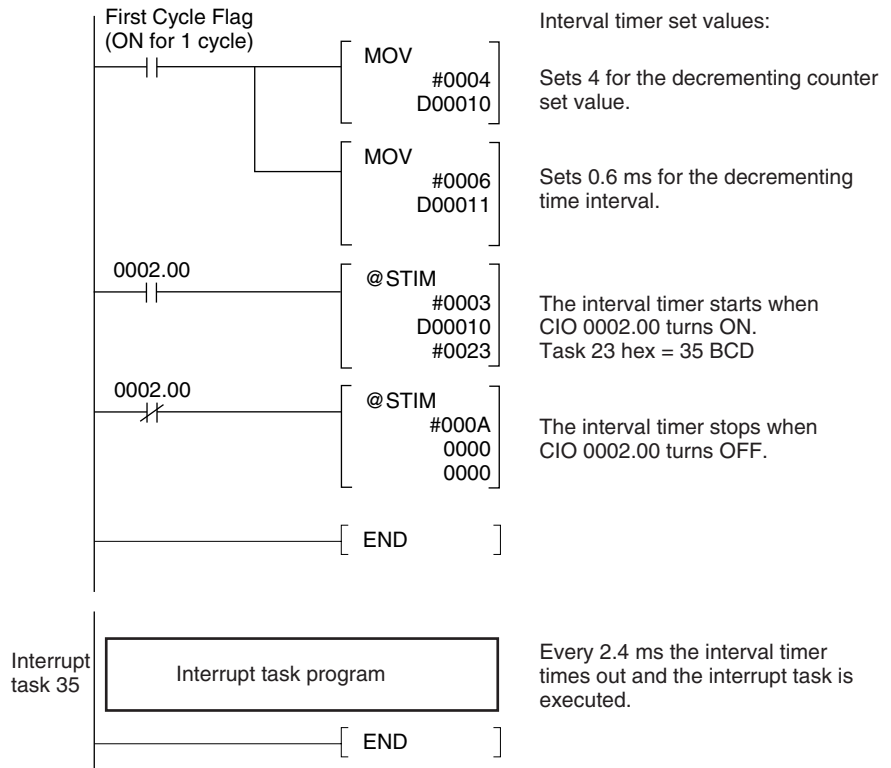 First Cycle Flag
(ON for 1 cycle)
MOV
#0004
D00010
Interval timer set values:
Sets 4 for the decrementing counter
set value.
MOV
#0006
D00011
Sets 0.6 ms for the decrementing
time interval.
0002.00
@STIM
#0003
D00010
#0023
The interval timer starts when
CIO 0002.00 turns ON.
Task 23 hex = 35 BCD
0002.00
@STIM
#000A
0000
0000
The interval timer stops when
CIO 0002.00 turns OFF.
END
Interrupt
task 35
Interrupt task program
Every 2.4 ms the interval timer
times out and the interrupt task is
executed.
END